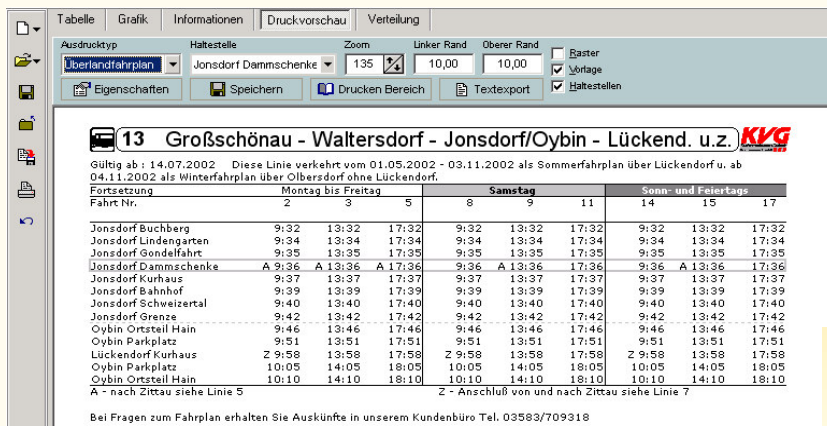 Tabelle Grafik Informationen Druckvorschau Verteilung
Ausdrucktyp Haltestelle Zoom Linker Rand Oberer Rand
Überlandfahrplan Jonsdorf Dammschenke 135 10,00 10,00
Raster
Vorlage
Haltestellen
Eigenschaften Speichern Drucken Bereich Textexport
13 Großschönau - Waltersdorf - Jonsdorf/Oybin - Lückend. u.z. KVG
Gültig ab : 14.07.2002 Diese Linie verkehrt vom 01.05.2002 - 03.11.2002 als Sommerfahrplan über Lückendorf u. ab
04.11.2002 als Winterfahrplan über Olbersdorf ohne Lückendorf.
Fortsetzung Montag bis Freitag Samstag Sonn- und Feiertags
Fahrt Nr. 2 3 5 8 9 11 14 15 17
Jonsdorf Buchberg 9:32 13:32 17:32 9:32 13:32 17:32 9:32 13:32 17:32
Jonsdorf Lindengarten 9:34 13:34 17:34 9:34 13:34 17:34 9:34 13:34 17:34
Jonsdorf Gondelfahrt 9:35 13:35 17:35 9:35 13:35 17:35 9:35 13:35 17:35
Jonsdorf Dammschenke A 9:36 A 13:36 A 17:36 9:36 A 13:36 17:36 9:36 A 13:36 17:36
Jonsdorf Kurhaus 9:37 13:37 17:37 9:37 13:37 17:37 9:37 13:37 17:37
Jonsdorf Bahnhof 9:39 13:39 17:39 9:39 13:39 17:39 9:39 13:39 17:39
Jonsdorf Schweizertal 9:40 13:40 17:40 9:40 13:40 17:40 9:40 13:40 17:40
Jonsdorf Grenze 9:42 13:42 17:42 9:42 13:42 17:42 9:42 13:42 17:42
Oybin Ortsteil Hain 9:46 13:46 17:46 9:46 13:46 17:46 9:46 13:46 17:46
Oybin Parkplatz 9:51 13:51 17:51 9:51 13:51 17:51 9:51 13:51 17:51
Lückendorf Kurhaus Z 9:58 13:58 17:58 Z 9:58 13:58 17:58 Z 9:58 13:58 17:58
Oybin Parkplatz 10:05 14:05 18:05 10:05 14:05 18:05 10:05 14:05 18:05
Oybin Ortsteil Hain 10:10 14:10 18:10 10:10 14:10 18:10 10:10 14:10 18:10
A - nach Zittau siehe Linie 5 Z - Anschluß von und nach Zittau siehe Linie 7
Bei Fragen zum Fahrplan erhalten Sie Auskünfte in unserem Kundenbüro Tel. 03583/709318